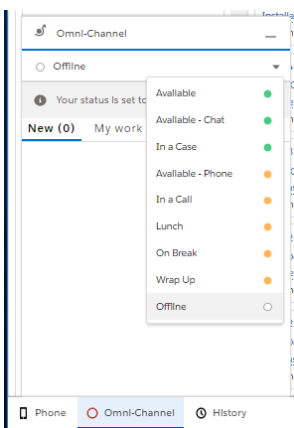 Omni-Channel
Offline
Your status is set to
New (0) My work
Available
Available - Chat
In a Case
Available - Phone
In a Call
Lunch
On Break
Wrap Up
Offline
Phone Omni-Channel History